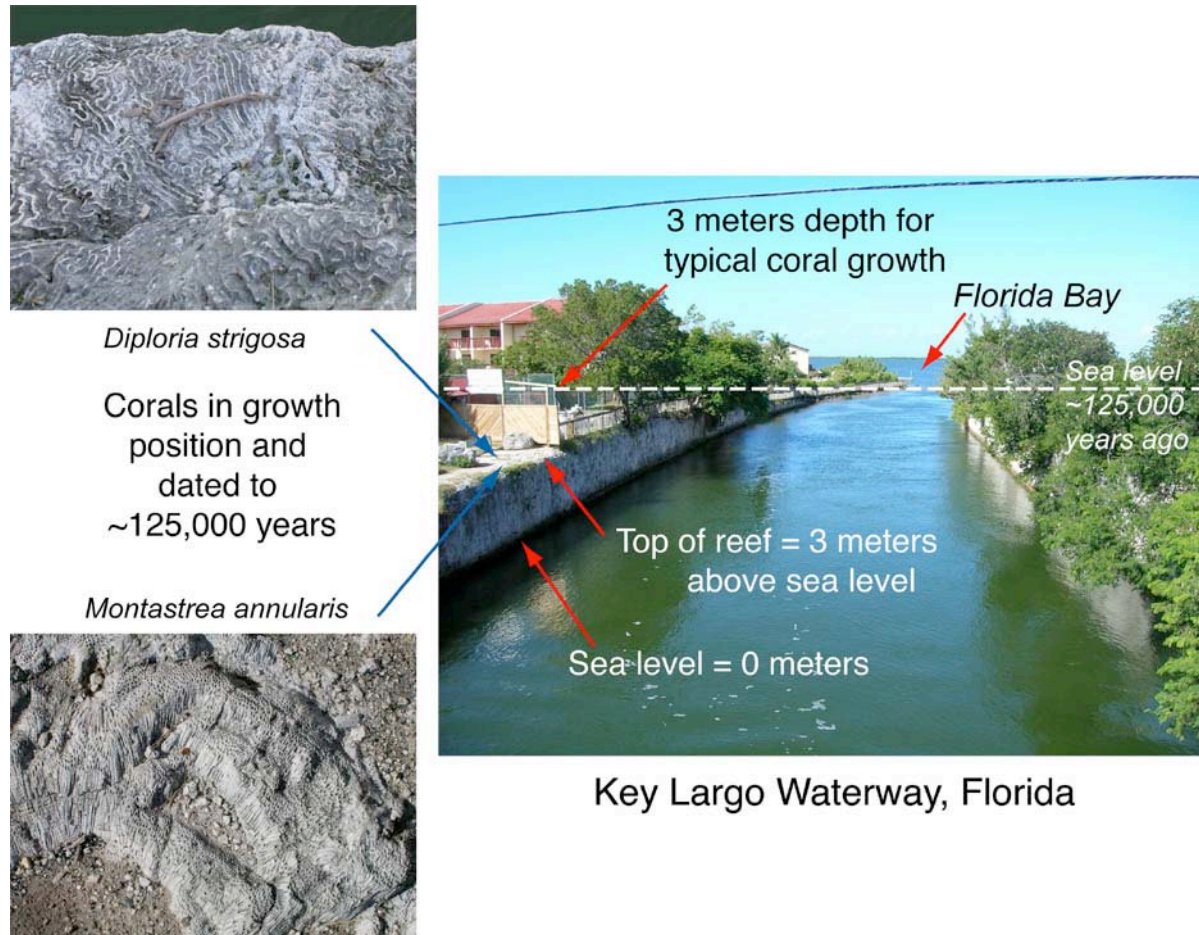 Diploria strigosa
Corals in growth
position and
dated to
~125,000 years
Montastrea annularis
3 meters depth for
typical coral growth
Florida Bay
Sea level
~125,000
years ago
Top of reef = 3 meters
above sea level
Sea level = 0 meters
Key Largo Waterway, Florida